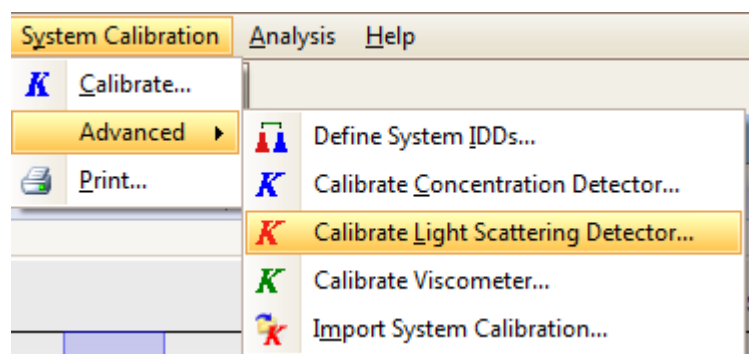 System Calibration Analysis Help
K Calibrate...
Advanced
Print...
Define System IDDs...
K Calibrate Concentration Detector...
K Calibrate Light Scattering Detector...
K Calibrate Viscometer...
K Import System Calibration...